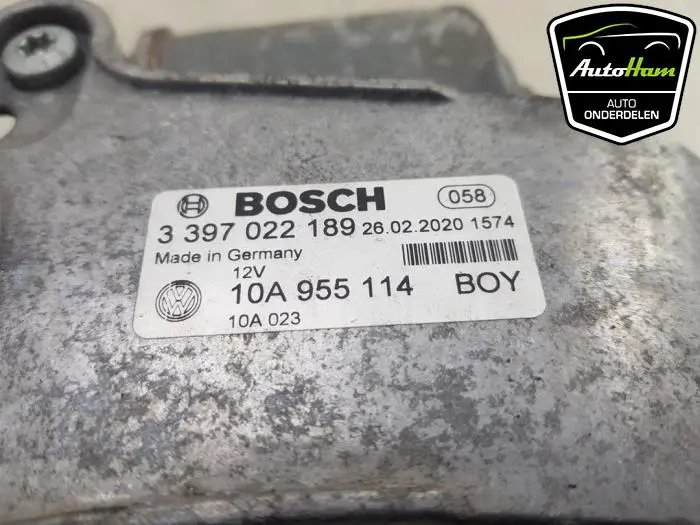 AutoHam
AUTO
ONDERDELEN
BOSCH 058
3 397 022 189 26.02.2020 1574
Made in Germany
12V
10A 955 114 BOY
10A 023